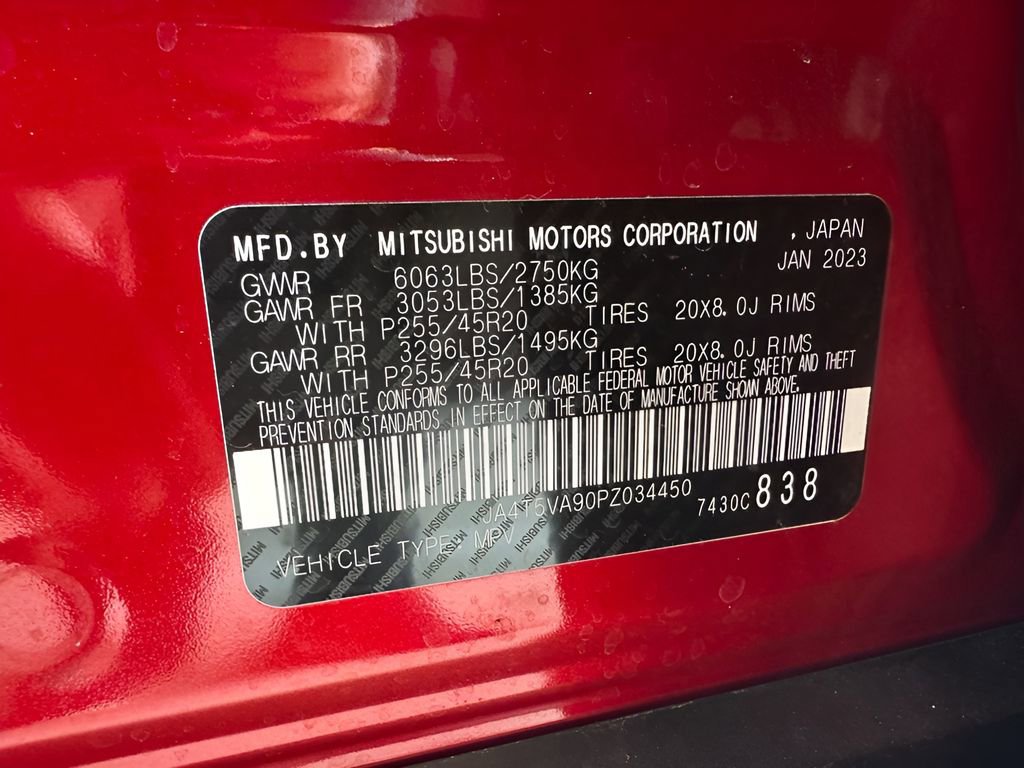 MFD.BY MITSUBISHI MOTORS CORPORATION , JAPAN
GVWR 6063LBS/2750KG JAN 2023
GAWR FR 3053LBS/1385KG
WITH P255/45R20 TIRES 20X8.0J RIMS
GAWR RR 3296LBS/1495KG
WITH P255/45R20 TIRES 20X8.0J RIMS
THIS VEHICLE CONFORMS TO ALL APPLICABLE FEDERAL MOTOR VEHICLE SAFETY AND THEFT
PREVENTION STANDARDS IN EFFECT ON THE DATE OF MANUFACTURE SHOWN ABOVE.
JA4T5VA90PZ034450 7430C 838
VEHICLE TYPE MPV